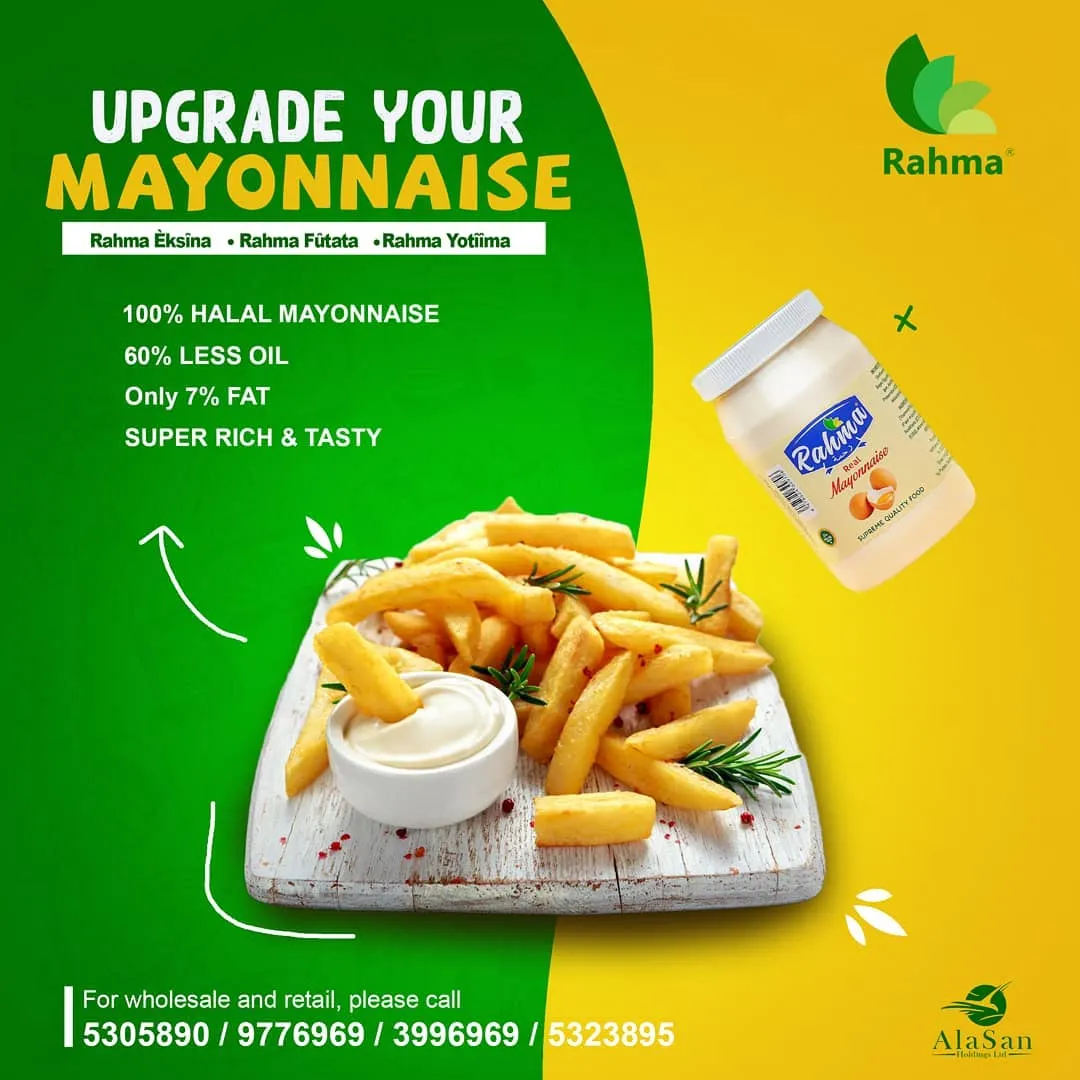 UPGRADE YOUR
MAYONNAISE
Rahma Èksîna • Rahma Fûtata • Rahma Yotîîma
Rahma®
100% HALAL MAYONNAISE
60% LESS OIL
Only 7% FAT
SUPER RICH & TASTY
Rahma
رحمة
Real
Mayonnaise
SUPREME QUALITY FOOD
For wholesale and retail, please call
5305890 / 9776969 / 3996969 / 5323895
AlaSan
Holdings Ltd